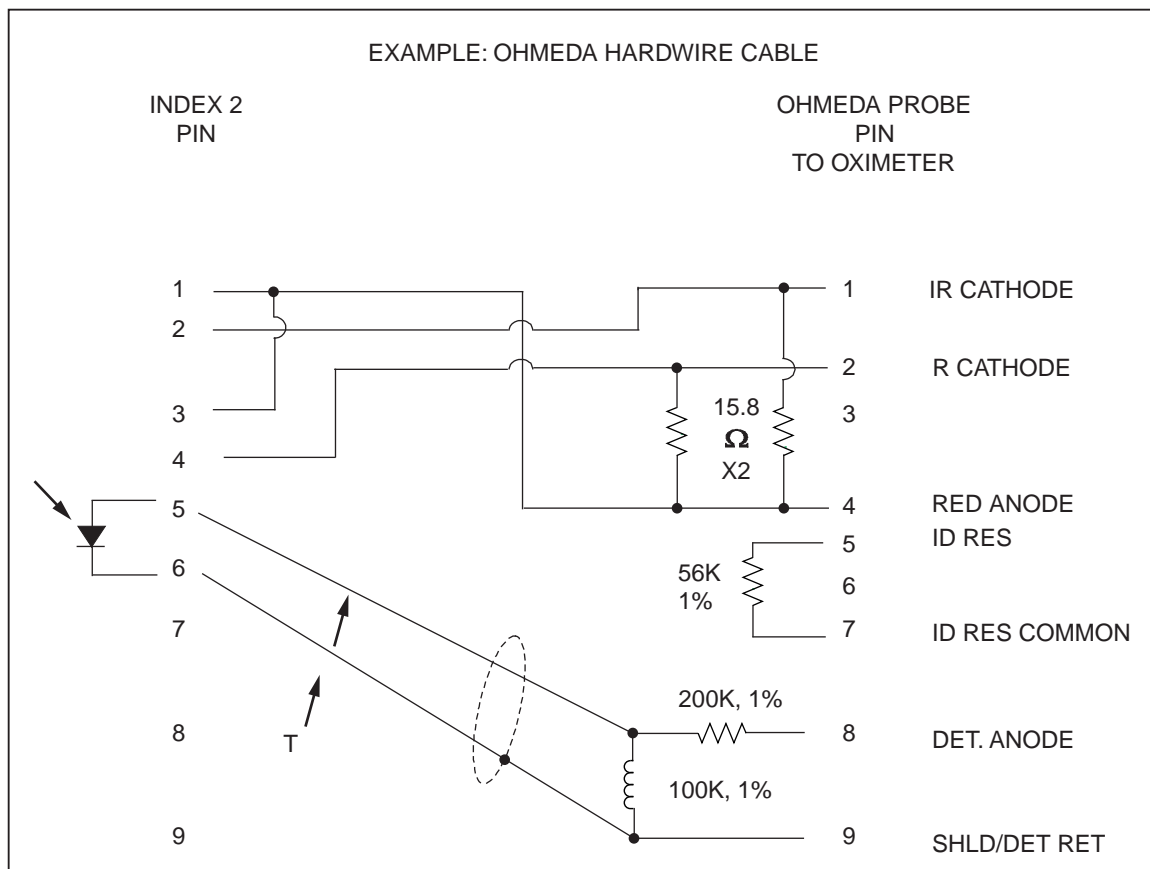 EXAMPLE: OHMEDA HARDWIRE CABLE
INDEX 2
PIN
OHMEDA PROBE
PIN
TO OXIMETER
1
1
IR CATHODE
2
2
R CATHODE
3
15.8
Ω
X2
3
4
4
RED ANODE
5
5
ID RES
6
56K
1%
6
7
7
ID RES COMMON
200K, 1%
8
T
8
DET. ANODE
100K, 1%
9
9
SHLD/DET RET